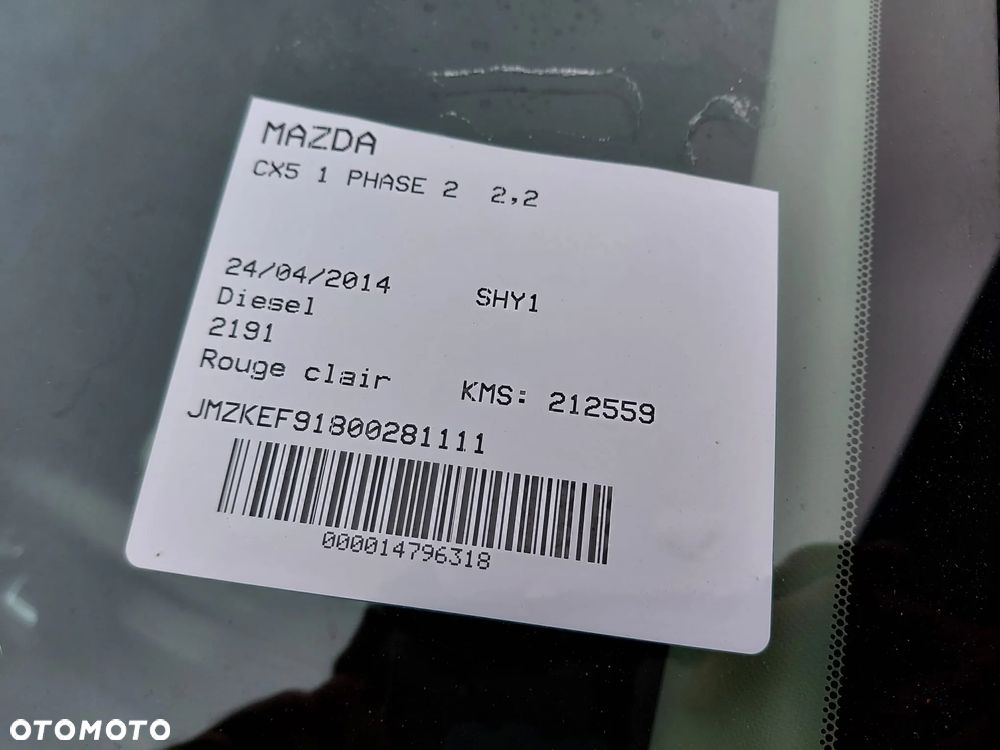 MAZDA
CX5 1 PHASE 2 2,2
24/04/2014 SHY1
Diesel
2191
Rouge clair KMS: 212559
JMZKEF91800281111
000014796318
OTOMOTO